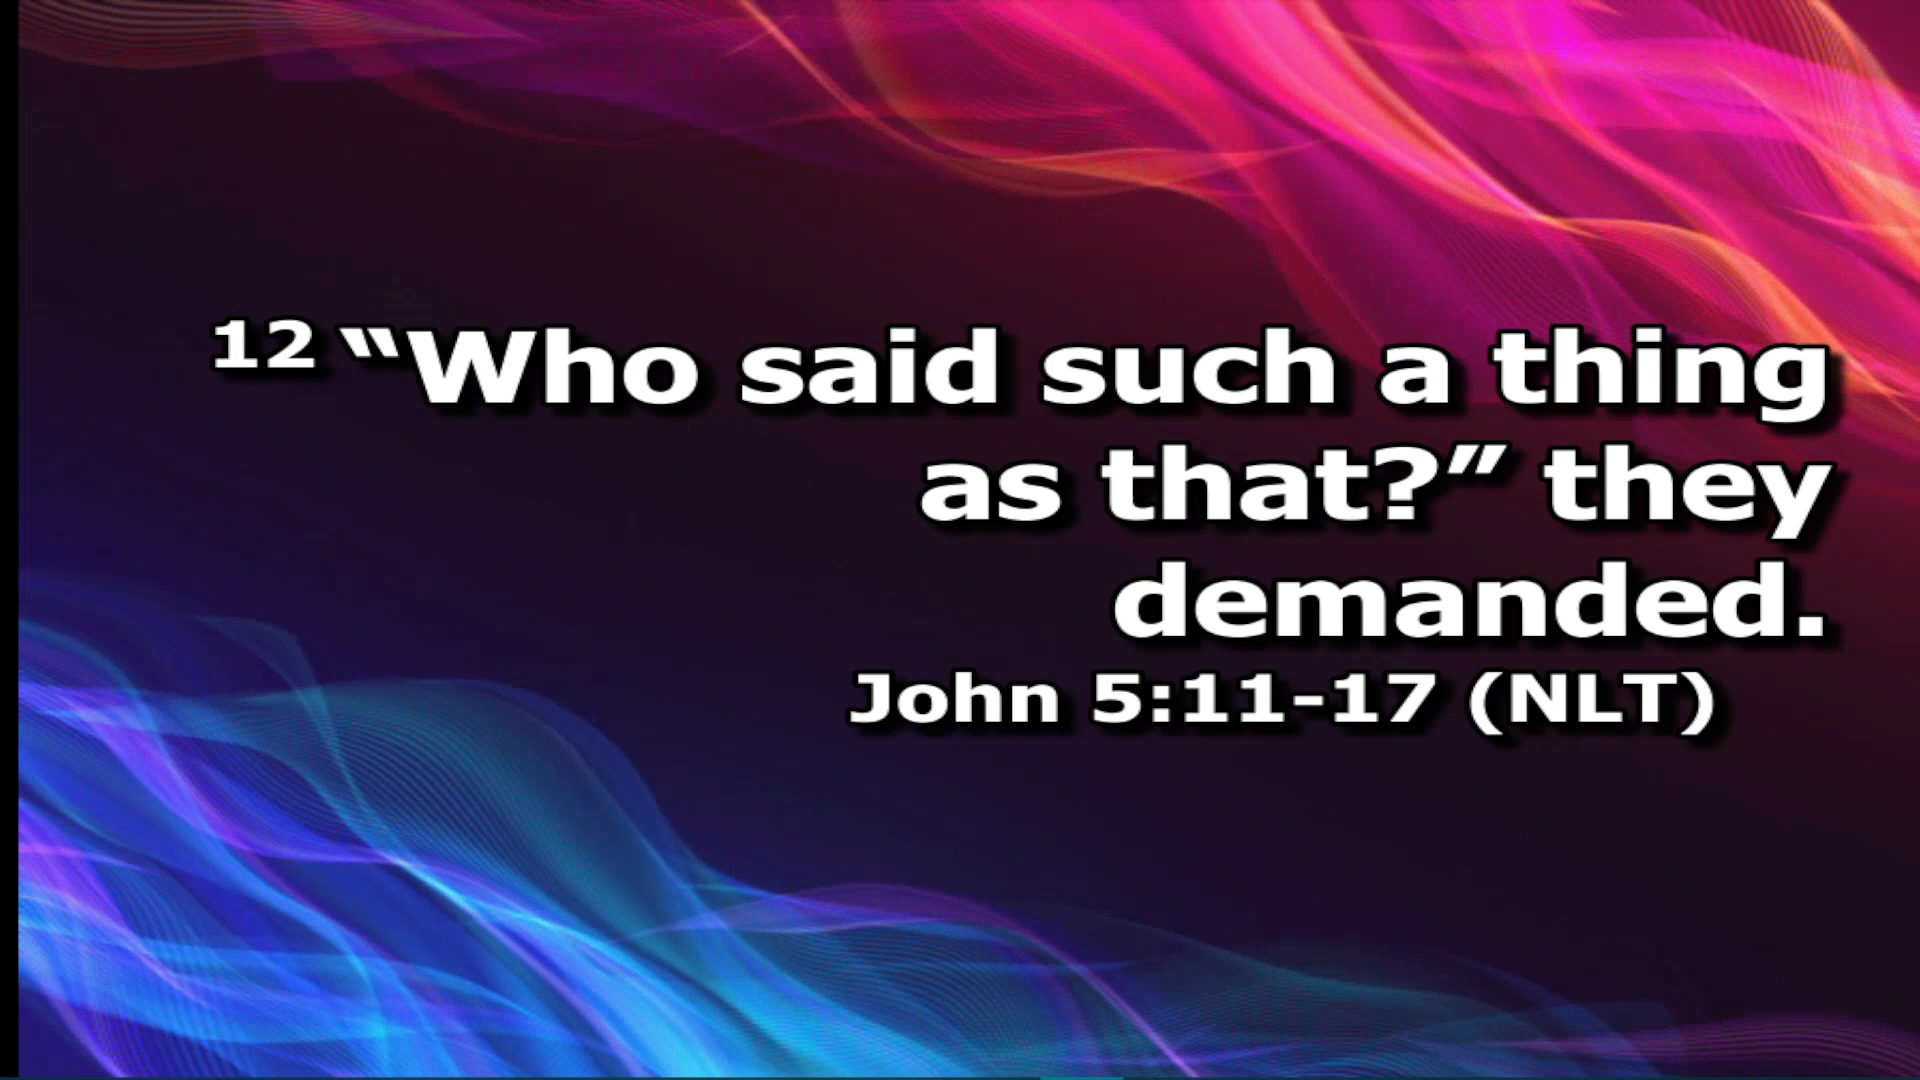 12 “Who said such a thing
as that?” they
demanded.
John 5:11-17 (NLT)